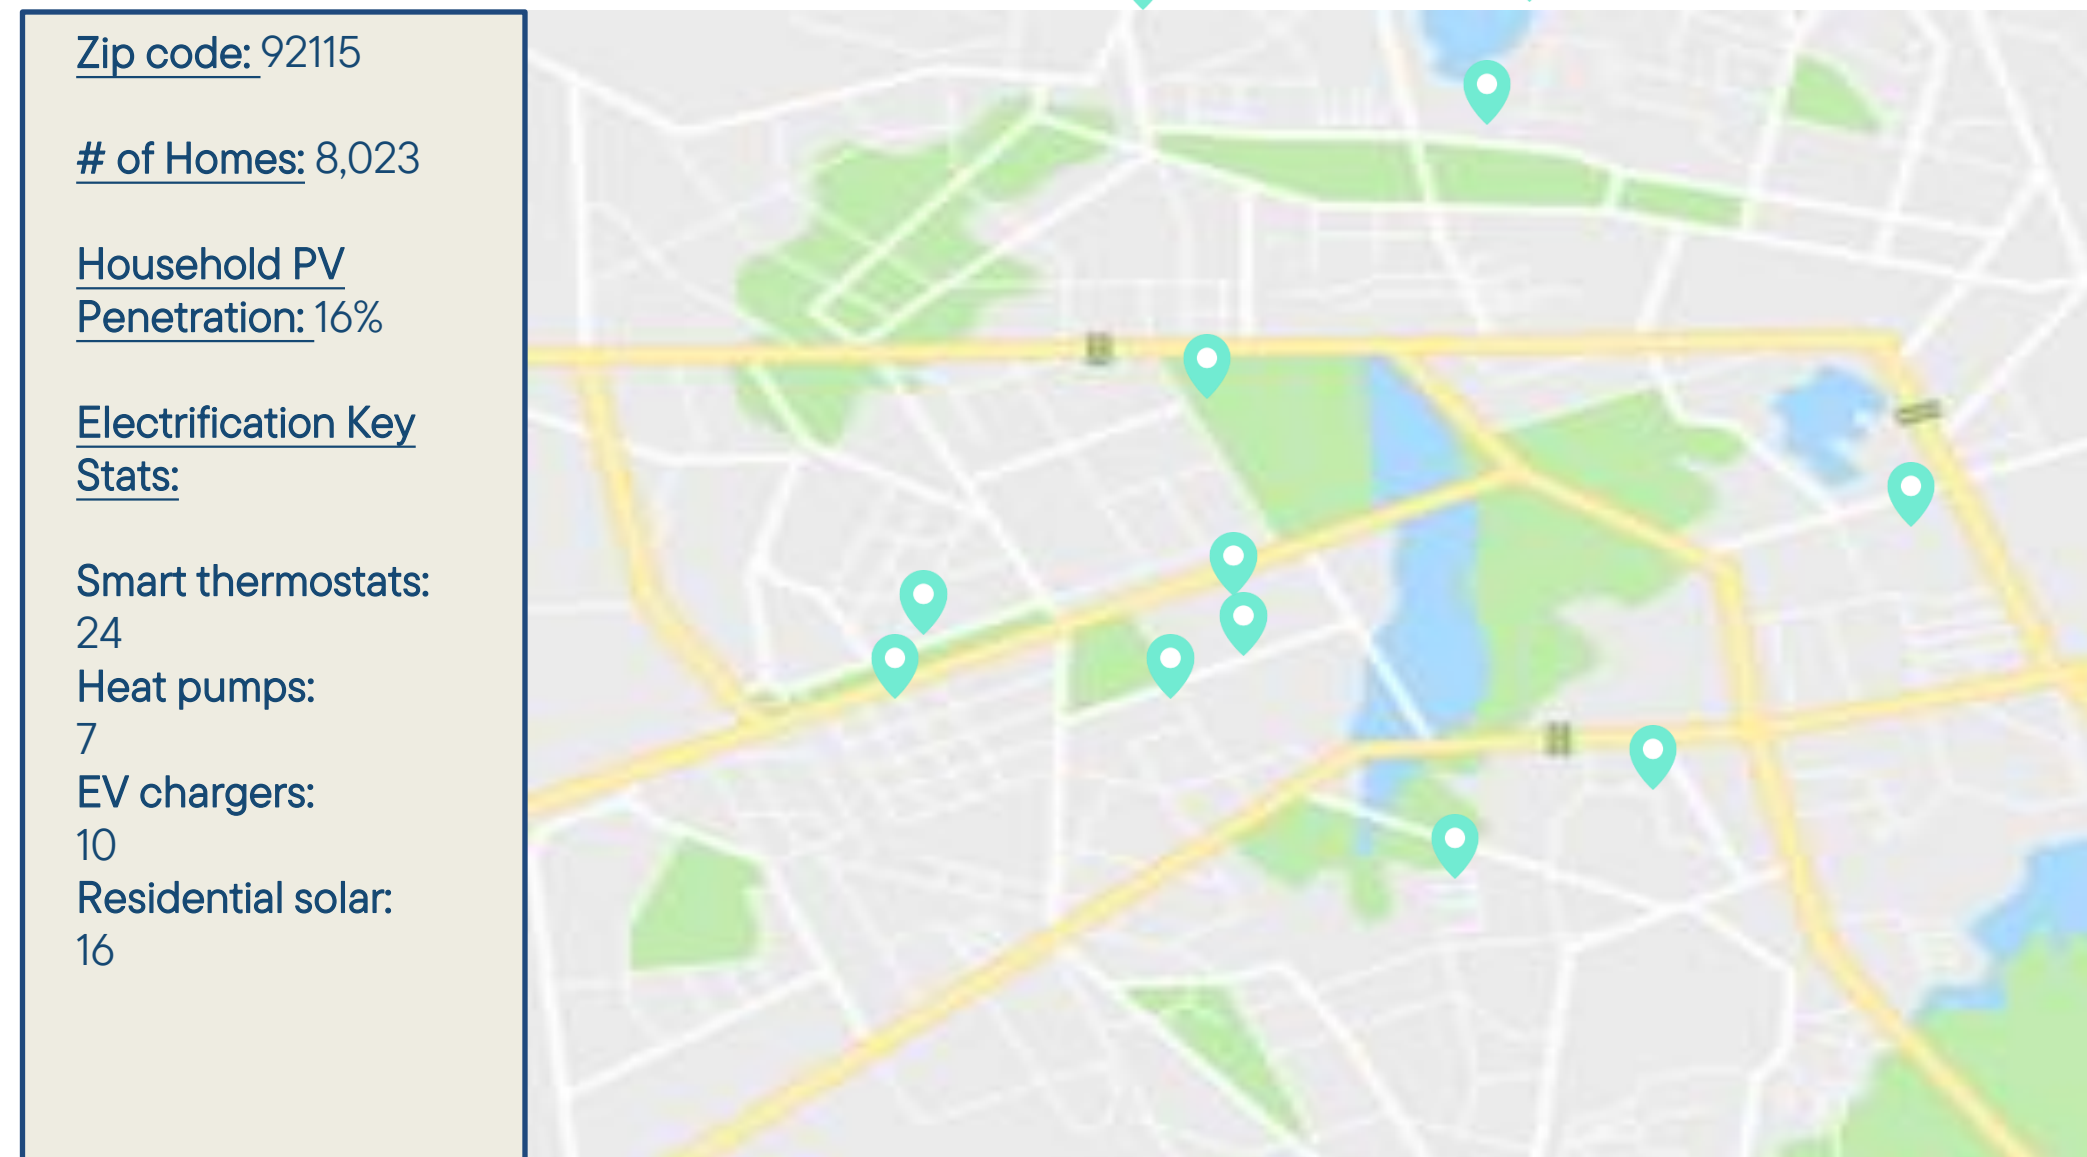 Zip code: 92115
# of Homes: 8,023
Household PV
Penetration: 16%
Electrification Key
Stats:
Smart thermostats:
24
Heat pumps:
7
EV chargers:
10
Residential solar:
16